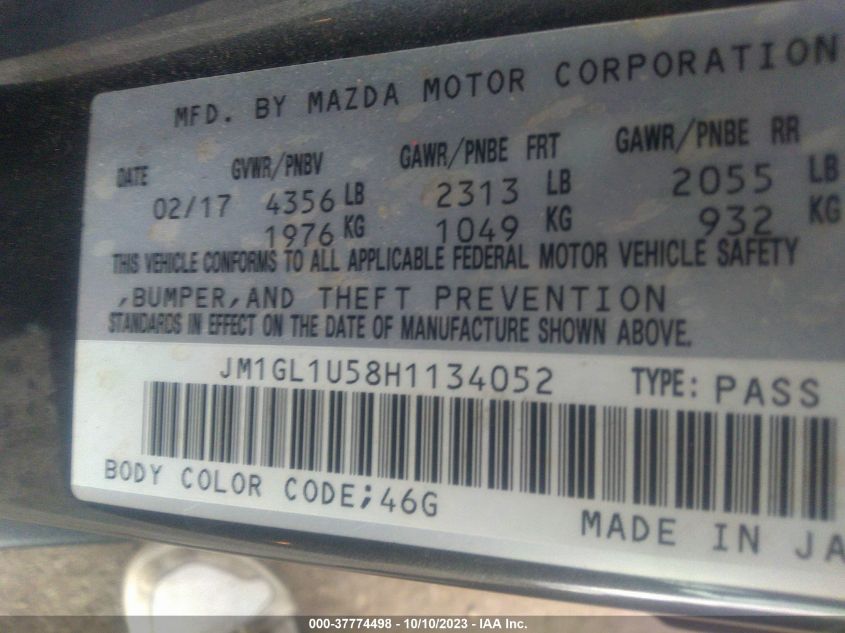 MFD. BY MAZDA MOTOR CORPORATION
DATE GVWR/PNBV GAWR/PNBE FRT GAWR/PNBE RR
02/17 4356 LB 2313 LB 2055 LB
1976 KG 1049 KG 932 KG
THIS VEHICLE CONFORMS TO ALL APPLICABLE FEDERAL MOTOR VEHICLE SAFETY
,BUMPER,AND THEFT PREVENTION
STANDARDS IN EFFECT ON THE DATE OF MANUFACTURE SHOWN ABOVE.
JM1GL1U58H1134052 TYPE: PASS
BODY COLOR CODE;46G
MADE IN JA
000-37774498 - 10/10/2023 - IAA Inc.